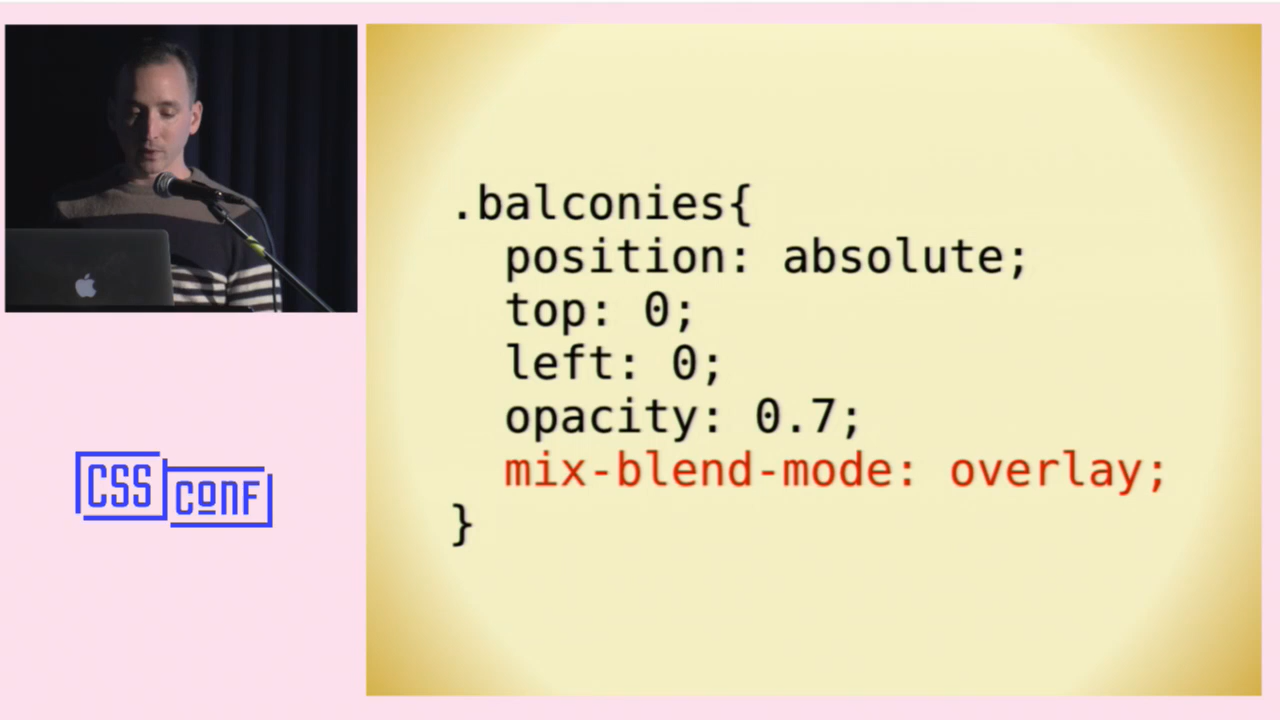 .balconies{
position: absolute;
top: 0;
left: 0;
opacity: 0.7;
mix-blend-mode: overlay;
}
CSS
CONF